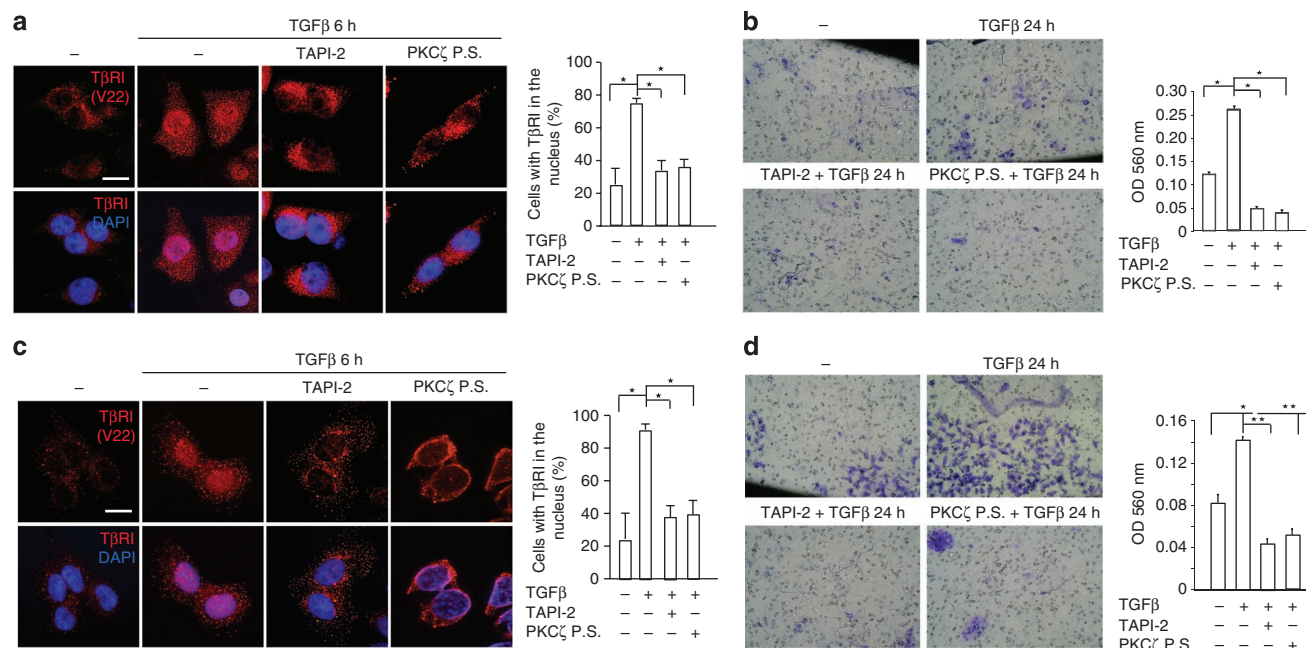 a
TGFβ 6 h
– – TAPI-2 PKCζ P.S.
TβRI
(V22)
TβRI
DAPI
Cells with TβRI in the
nucleus (%)
100
80
60
40
20
0
★ ★ ★
TGFβ – + + +
TAPI-2 – – + –
PKCζ P.S. – – – +
b
– TGFβ 24 h
TAPI-2 + TGFβ 24 h PKCζ P.S. + TGFβ 24 h
OD 560 nm
0.30
0.25
0.20
0.15
0.10
0.05
0
★ ★ ★
TGFβ – + + +
TAPI-2 – – + –
PKCζ P.S. – – – +
c
TGFβ 6 h
– – TAPI-2 PKCζ P.S.
TβRI
(V22)
TβRI
DAPI
Cells with TβRI in the
nucleus (%)
100
80
60
40
20
0
★ ★ ★
TGFβ – + + +
TAPI-2 – – + –
PKCζ P.S. – – – +
d
– TGFβ 24 h
TAPI-2 + TGFβ 24 h PKCζ P.S. + TGFβ 24 h
OD 560 nm
0.16
0.12
0.08
0.04
0
★ ★★ ★★
TGFβ – + + +
TAPI-2 – – + –
PKCζ P.S. – – – +